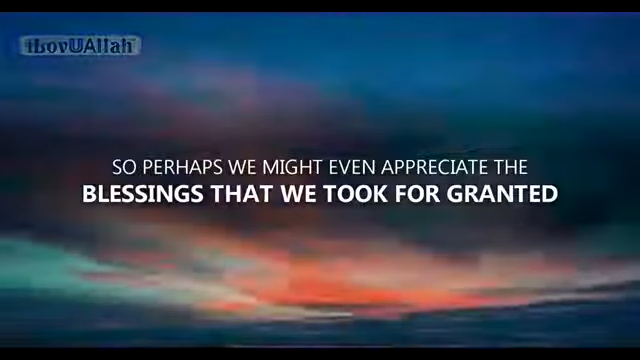 iLovUAllah
SO PERHAPS WE MIGHT EVEN APPRECIATE THE
BLESSINGS THAT WE TOOK FOR GRANTED